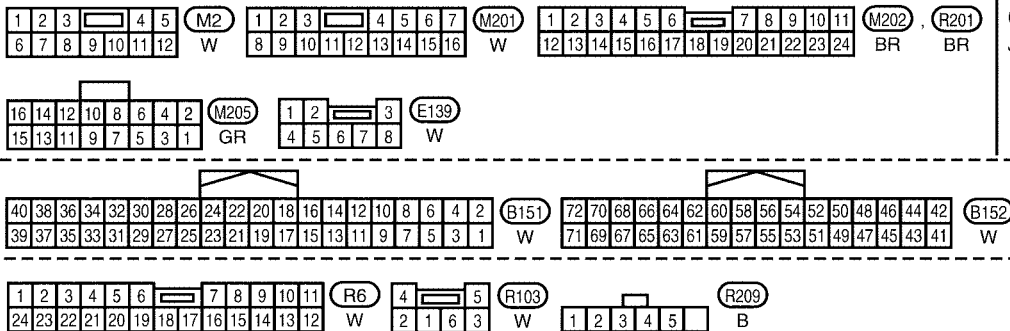 1 2 3 4 5 M2
6 7 8 9 10 11 12 W
1 2 3 4 5 6 7 M201
8 9 10 11 12 13 14 15 16 W
1 2 3 4 5 6 7 8 9 10 11 M202 , R201
12 13 14 15 16 17 18 19 20 21 22 23 24 BR BR
16 14 12 10 8 6 4 2 M205
15 13 11 9 7 5 3 1 GR
1 2 3 E139
4 5 6 7 8 W
40 38 36 34 32 30 28 26 24 22 20 18 16 14 12 10 8 6 4 2 B151
39 37 35 33 31 29 27 25 23 21 19 17 15 13 11 9 7 5 3 1 W
72 70 68 66 64 62 60 58 56 54 52 50 48 46 44 42 B152
71 69 67 65 63 61 59 57 55 53 51 49 47 45 43 41 W
1 2 3 4 5 6 7 8 9 10 11 R6
24 23 22 21 20 19 18 17 16 15 14 13 12 W
4 5 R103
2 1 6 3 W
R209
1 2 3 4 5 B